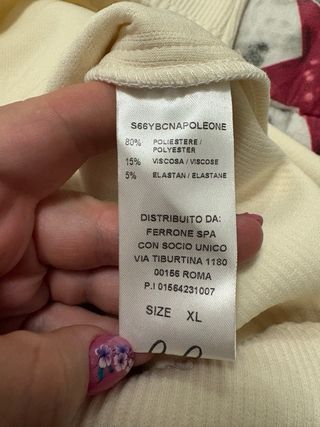 S66YBCNAPOLEONE
80% POLIESTERE / POLYESTER
15% VISCOSA / VISCOSE
5% ELASTAN / ELASTANE
DISTRIBUITO DA:
FERRONE SPA
CON SOCIO UNICO
VIA TIBURTINA 1180
00156 ROMA
P.I 01564231007
SIZE XL